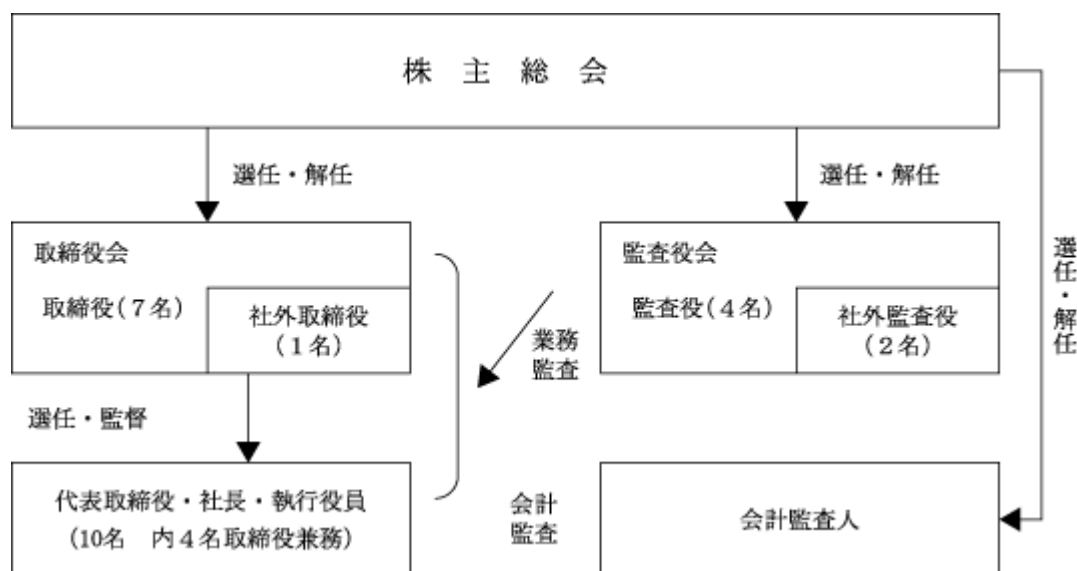 株 主 総 会
選任・解任
選任・解任
取締役会
取締役(7名)
社外取締役
(1名)
業務
監査
監査役会
監査役(4名)
社外監査役
(2名)
選任・解任
選任・監督
代表取締役・社長・執行役員
(10名 内4名取締役兼務)
会計
監査
会計監査人